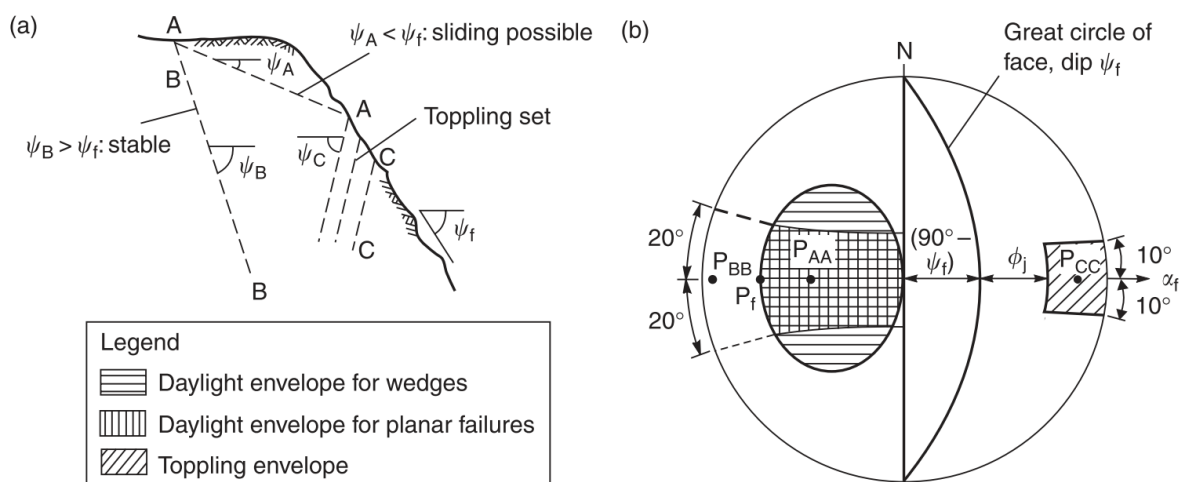 (a)
A
ψA < ψf: sliding possible
ψA
B
A
Toppling set
ψB > ψf: stable
ψB
ψC
C
ψf
C
B
Legend
Daylight envelope for wedges
Daylight envelope for planar failures
Toppling envelope
(b)
N
Great circle of
face, dip ψf
20°
20°
PBB
Pf
PAA
(90°–
ψf)
ϕj
PCC
10°
αf
10°